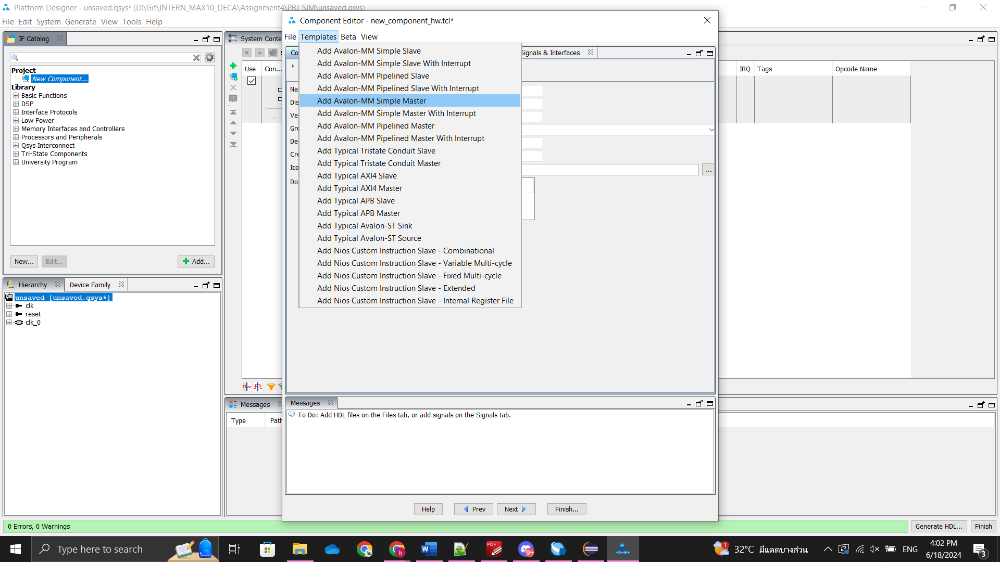 Platform Designer - unsaved.qsys* (D:\Git\INTERN_MAX10_DECA\Assignment4\PRJ_SIM\unsaved.qsys)
File Edit System Generate View Tools Help
IP Catalog
Project
New Component...
Library
Basic Functions
DSP
Interface Protocols
Low Power
Memory Interfaces and Controllers
Processors and Peripherals
Qsys Interconnect
Tri-State Components
University Program
New... Edit... Add...
Hierarchy Device Family
unsaved [unsaved.qsys*]
clk
reset
clk_0
System Conte
Use Con...
IRQ Tags Opcode Name
Messages
Type Path
Component Editor - new_component_hw.tcl*
File Templates Beta View
Co
Signals & Interfaces
Na
Dis
Ve
Gro
De
Cre
Ico
...
Do
Add Avalon-MM Simple Slave
Add Avalon-MM Simple Slave With Interrupt
Add Avalon-MM Pipelined Slave
Add Avalon-MM Pipelined Slave With Interrupt
Add Avalon-MM Simple Master
Add Avalon-MM Simple Master With Interrupt
Add Avalon-MM Pipelined Master
Add Avalon-MM Pipelined Master With Interrupt
Add Typical Tristate Conduit Slave
Add Typical Tristate Conduit Master
Add Typical AXI4 Slave
Add Typical AXI4 Master
Add Typical APB Slave
Add Typical APB Master
Add Typical Avalon-ST Sink
Add Typical Avalon-ST Source
Add Nios Custom Instruction Slave - Combinational
Add Nios Custom Instruction Slave - Variable Multi-cycle
Add Nios Custom Instruction Slave - Fixed Multi-cycle
Add Nios Custom Instruction Slave - Extended
Add Nios Custom Instruction Slave - Internal Register File
Messages
To Do: Add HDL files on the Files tab, or add signals on the Signals tab.
Help Prev Next Finish...
0 Errors, 0 Warnings
Generate HDL... Finish
Type here to search
PDF
9+
b
1
32°C มีแดดบางส่วน
ENG
4:02 PM
6/18/2024
3